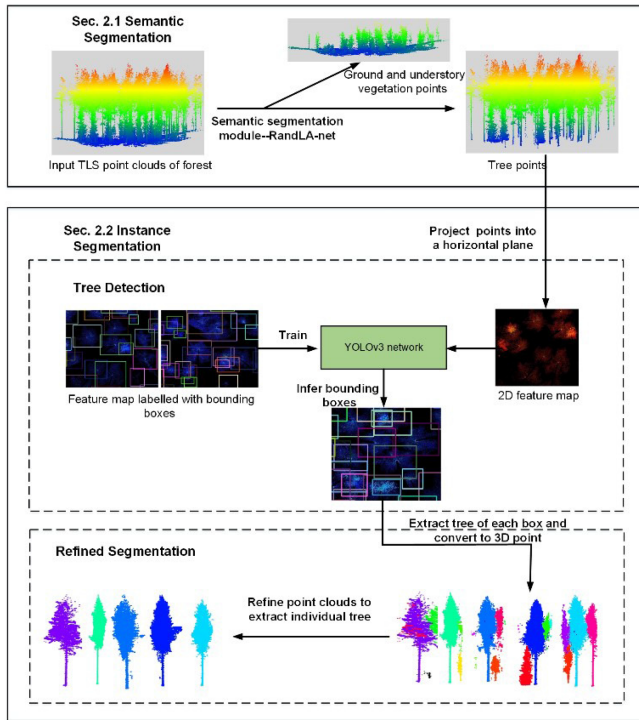 Sec. 2.1 Semantic
Segmentation
Ground and understory
vegetation points
Semantic segmentation
module--RandLA-net
Input TLS point clouds of forest
Tree points
Sec. 2.2 Instance
Segmentation
Project points into
a horizontal plane
Tree Detection
Train
YOLOv3 network
Infer bounding
boxes
Feature map labelled with bounding
boxes
2D feature map
Extract tree of each box and
convert to 3D point
Refined Segmentation
Refine point clouds to
extract individual tree